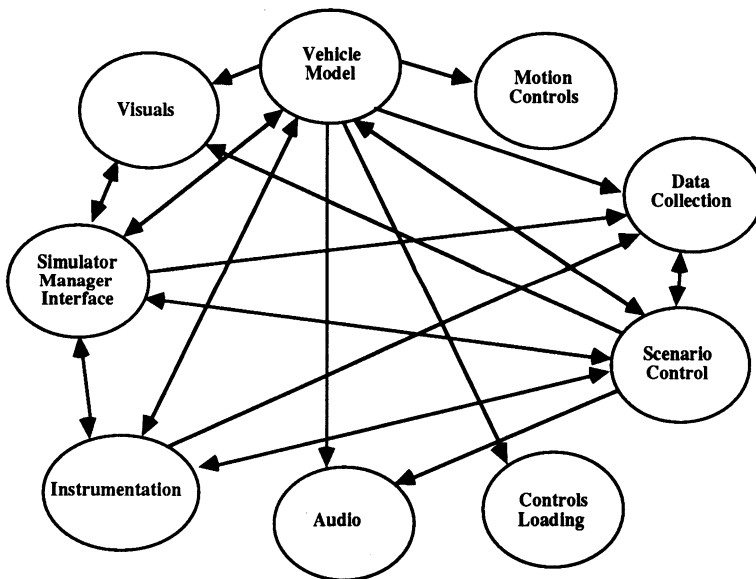 Vehicle
Model
Motion
Controls
Visuals
Data
Collection
Simulator
Manager
Interface
Scenario
Control
Instrumentation
Audio
Controls
Loading